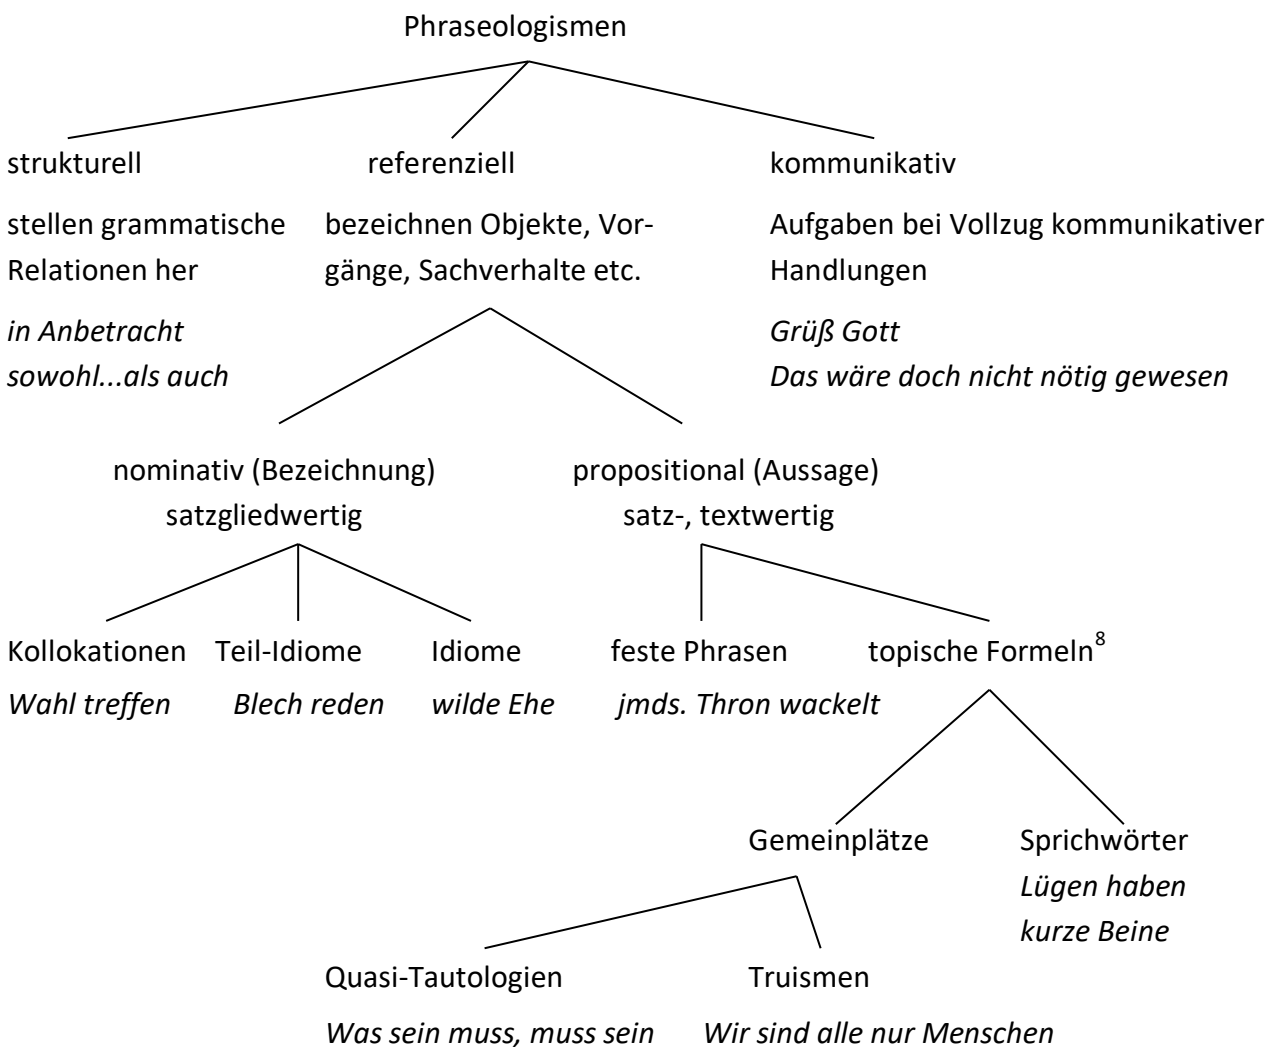 Phraseologismen
strukturell
referenziell
kommunikativ
stellen grammatische
Relationen her
bezeichnen Objekte, Vor-
gänge, Sachverhalte etc.
Aufgaben bei Vollzug kommunikativer
Handlungen
in Anbetracht
sowohl...als auch
Grüß Gott
Das wäre doch nicht nötig gewesen
nominativ (Bezeichnung)
satzgliedwertig
propositional (Aussage)
satz-, textwertig
Kollokationen
Teil-Idiome
Idiome
feste Phrasen
topische Formeln⁸
Wahl treffen
Blech reden
wilde Ehe
jmds. Thron wackelt
Gemeinplätze
Sprichwörter
Lügen haben
kurze Beine
Quasi-Tautologien
Truismen
Was sein muss, muss sein
Wir sind alle nur Menschen